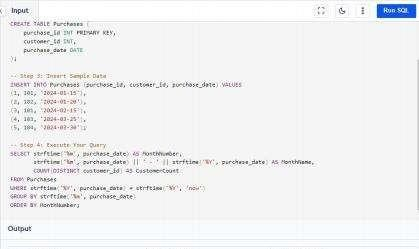 Input
Run SQL
CREATE TABLE Purchases (
purchase_id INT PRIMARY KEY,
customer_id INT,
purchase_date DATE
);
-- Step 3: Insert Sample Data
INSERT INTO Purchases (purchase_id, customer_id, purchase_date) VALUES
(1, 101, '2024-01-15'),
(2, 102, '2024-01-20'),
(3, 101, '2024-02-15'),
(4, 103, '2024-03-25'),
(5, 104, '2024-03-30');
-- Step 4: Execute Your Query
SELECT strftime('%m', purchase_date) AS MonthNumber,
strftime('%m', purchase_date) || ' - ' || strftime('%Y', purchase_date) AS MonthName,
COUNT(DISTINCT customer_id) AS CustomerCount
FROM Purchases
WHERE strftime('%Y', purchase_date) = strftime('%Y', 'now')
GROUP BY strftime('%m', purchase_date)
ORDER BY MonthNumber;
Output